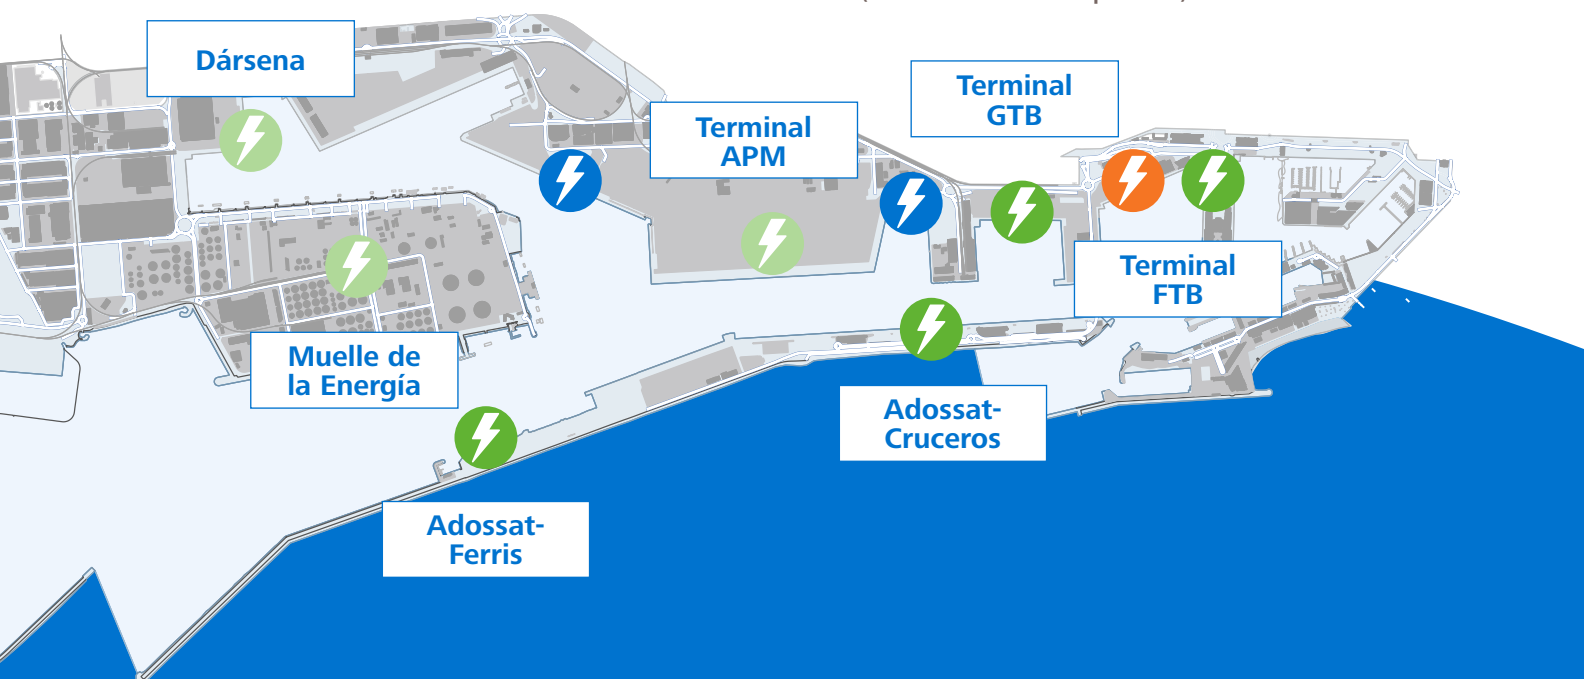 Dársena
Terminal
APM
Terminal
GTB
Terminal
FTB
Muelle de
la Energía
Adossat-
Cruceros
Adossat-
Ferris